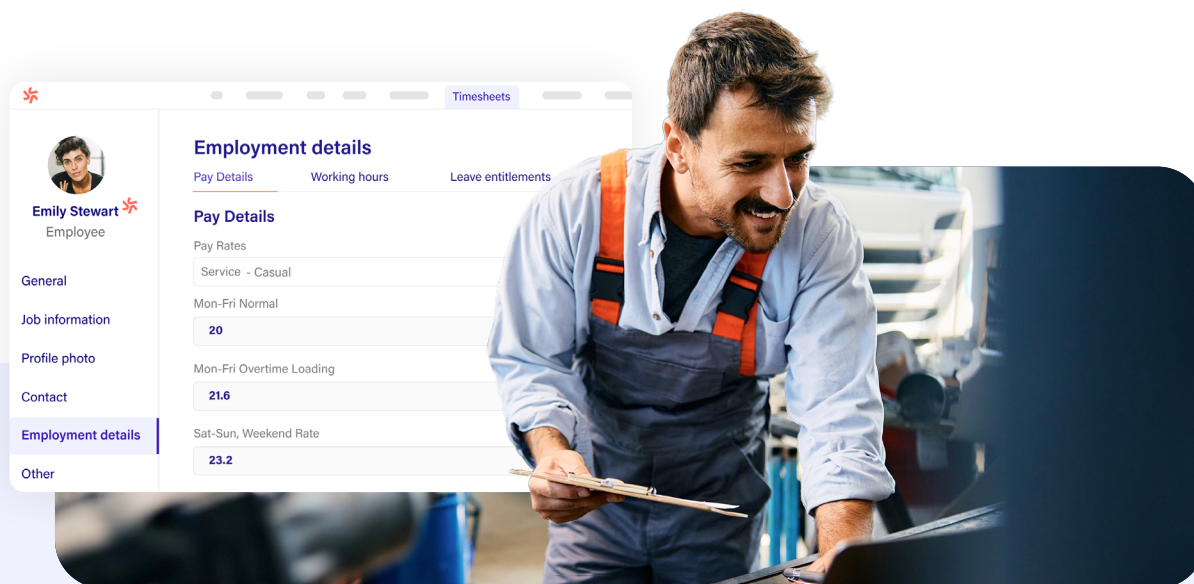 Timesheets
Emily Stewart
Employee
General
Job information
Profile photo
Contact
Employment details
Other
Employment details
Pay Details
Working hours
Leave entitlements
Pay Details
Pay Rates
Service - Casual
Mon-Fri Normal
20
Mon-Fri Overtime Loading
21.6
Sat-Sun, Weekend Rate
23.2